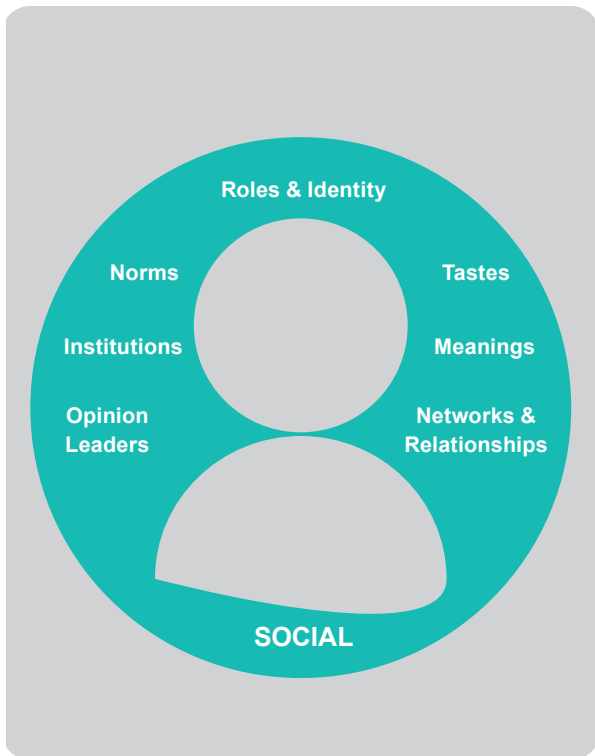 Roles & Identity
Norms
Tastes
Institutions
Meanings
Opinion
Leaders
Networks &
Relationships
SOCIAL